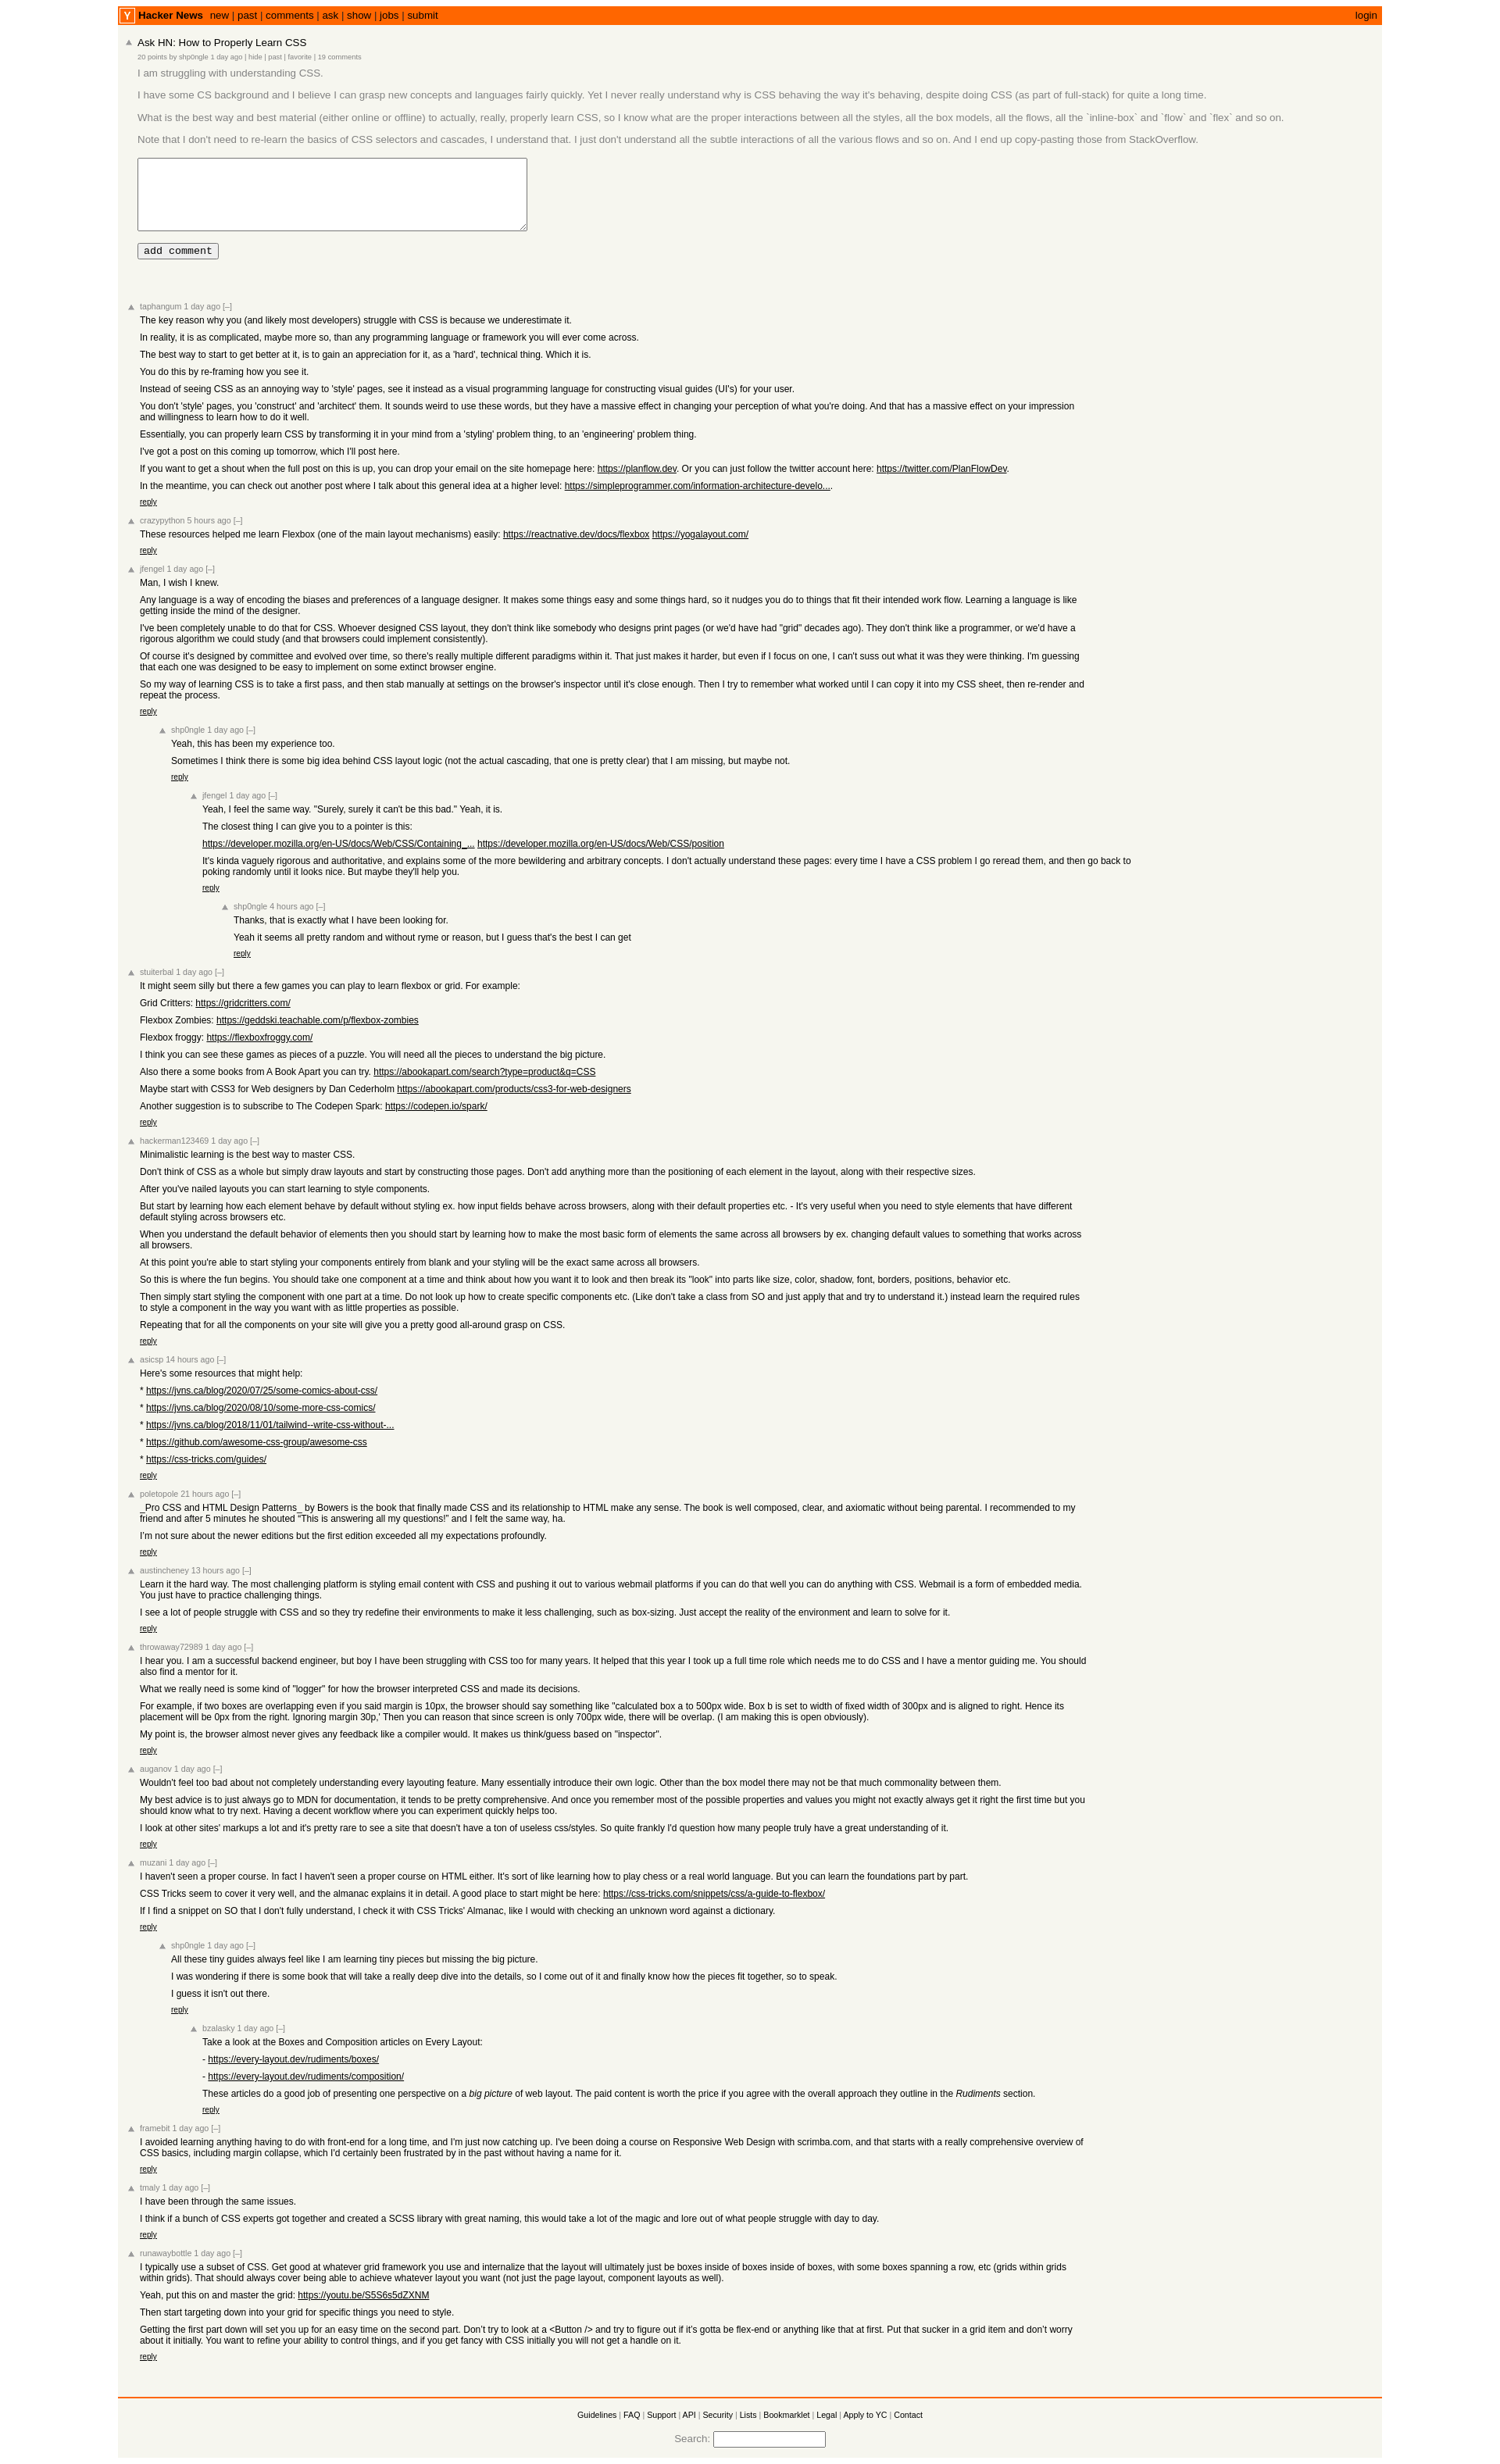 Y Hacker News new | past | comments | ask | show | jobs | submit login
Ask HN: How to Properly Learn CSS
20 points by shp0ngle 1 day ago | hide | past | favorite | 19 comments
I am struggling with understanding CSS.
I have some CS background and I believe I can grasp new concepts and languages fairly quickly. Yet I never really understand why is CSS behaving the way it's behaving, despite doing CSS (as part of full-stack) for quite a long time.
What is the best way and best material (either online or offline) to actually, really, properly learn CSS, so I know what are the proper interactions between all the styles, all the box models, all the flows, all the `inline-box` and `flow` and `flex` and so on.
Note that I don't need to re-learn the basics of CSS selectors and cascades, I understand that. I just don't understand all the subtle interactions of all the various flows and so on. And I end up copy-pasting those from StackOverflow.
add comment
taphangum 1 day ago [–]
The key reason why you (and likely most developers) struggle with CSS is because we underestimate it.
In reality, it is as complicated, maybe more so, than any programming language or framework you will ever come across.
The best way to start to get better at it, is to gain an appreciation for it, as a 'hard', technical thing. Which it is.
You do this by re-framing how you see it.
Instead of seeing CSS as an annoying way to 'style' pages, see it instead as a visual programming language for constructing visual guides (UI's) for your user.
You don't 'style' pages, you 'construct' and 'architect' them. It sounds weird to use these words, but they have a massive effect in changing your perception of what you're doing. And that has a massive effect on your impression
and willingness to learn how to do it well.
Essentially, you can properly learn CSS by transforming it in your mind from a 'styling' problem thing, to an 'engineering' problem thing.
I've got a post on this coming up tomorrow, which I'll post here.
If you want to get a shout when the full post on this is up, you can drop your email on the site homepage here: https://planflow.dev. Or you can just follow the twitter account here: https://twitter.com/PlanFlowDev.
In the meantime, you can check out another post where I talk about this general idea at a higher level: https://simpleprogrammer.com/information-architecture-develo....
reply
crazypython 5 hours ago [–]
These resources helped me learn Flexbox (one of the main layout mechanisms) easily: https://reactnative.dev/docs/flexbox https://yogalayout.com/
reply
jfengel 1 day ago [–]
Man, I wish I knew.
Any language is a way of encoding the biases and preferences of a language designer. It makes some things easy and some things hard, so it nudges you do to things that fit their intended work flow. Learning a language is like
getting inside the mind of the designer.
I've been completely unable to do that for CSS. Whoever designed CSS layout, they don't think like somebody who designs print pages (or we'd have had "grid" decades ago). They don't think like a programmer, or we'd have a
rigorous algorithm we could study (and that browsers could implement consistently).
Of course it's designed by committee and evolved over time, so there's really multiple different paradigms within it. That just makes it harder, but even if I focus on one, I can't suss out what it was they were thinking. I'm guessing
that each one was designed to be easy to implement on some extinct browser engine.
So my way of learning CSS is to take a first pass, and then stab manually at settings on the browser's inspector until it's close enough. Then I try to remember what worked until I can copy it into my CSS sheet, then re-render and
repeat the process.
reply
shp0ngle 1 day ago [–]
Yeah, this has been my experience too.
Sometimes I think there is some big idea behind CSS layout logic (not the actual cascading, that one is pretty clear) that I am missing, but maybe not.
reply
jfengel 1 day ago [–]
Yeah, I feel the same way. "Surely, surely it can't be this bad." Yeah, it is.
The closest thing I can give you to a pointer is this:
https://developer.mozilla.org/en-US/docs/Web/CSS/Containing_... https://developer.mozilla.org/en-US/docs/Web/CSS/position
It's kinda vaguely rigorous and authoritative, and explains some of the more bewildering and arbitrary concepts. I don't actually understand these pages: every time I have a CSS problem I go reread them, and then go back to
poking randomly until it looks nice. But maybe they'll help you.
reply
shp0ngle 4 hours ago [–]
Thanks, that is exactly what I have been looking for.
Yeah it seems all pretty random and without ryme or reason, but I guess that's the best I can get
reply
stuiterbal 1 day ago [–]
It might seem silly but there a few games you can play to learn flexbox or grid. For example:
Grid Critters: https://gridcritters.com/
Flexbox Zombies: https://geddski.teachable.com/p/flexbox-zombies
Flexbox froggy: https://flexboxfroggy.com/
I think you can see these games as pieces of a puzzle. You will need all the pieces to understand the big picture.
Also there a some books from A Book Apart you can try. https://abookapart.com/search?type=product&q=CSS
Maybe start with CSS3 for Web designers by Dan Cederholm https://abookapart.com/products/css3-for-web-designers
Another suggestion is to subscribe to The Codepen Spark: https://codepen.io/spark/
reply
hackerman123469 1 day ago [–]
Minimalistic learning is the best way to master CSS.
Don't think of CSS as a whole but simply draw layouts and start by constructing those pages. Don't add anything more than the positioning of each element in the layout, along with their respective sizes.
After you've nailed layouts you can start learning to style components.
But start by learning how each element behave by default without styling ex. how input fields behave across browsers, along with their default properties etc. - It's very useful when you need to style elements that have different
default styling across browsers etc.
When you understand the default behavior of elements then you should start by learning how to make the most basic form of elements the same across all browsers by ex. changing default values to something that works across
all browsers.
At this point you're able to start styling your components entirely from blank and your styling will be the exact same across all browsers.
So this is where the fun begins. You should take one component at a time and think about how you want it to look and then break its "look" into parts like size, color, shadow, font, borders, positions, behavior etc.
Then simply start styling the component with one part at a time. Do not look up how to create specific components etc. (Like don't take a class from SO and just apply that and try to understand it.) instead learn the required rules
to style a component in the way you want with as little properties as possible.
Repeating that for all the components on your site will give you a pretty good all-around grasp on CSS.
reply
asicsp 14 hours ago [–]
Here's some resources that might help:
* https://jvns.ca/blog/2020/07/25/some-comics-about-css/
* https://jvns.ca/blog/2020/08/10/some-more-css-comics/
* https://jvns.ca/blog/2018/11/01/tailwind--write-css-without-...
* https://github.com/awesome-css-group/awesome-css
* https://css-tricks.com/guides/
reply
poletopole 21 hours ago [–]
_Pro CSS and HTML Design Patterns_ by Bowers is the book that finally made CSS and its relationship to HTML make any sense. The book is well composed, clear, and axiomatic without being parental. I recommended to my
friend and after 5 minutes he shouted “This is answering all my questions!” and I felt the same way, ha.
I’m not sure about the newer editions but the first edition exceeded all my expectations profoundly.
reply
austincheney 13 hours ago [–]
Learn it the hard way. The most challenging platform is styling email content with CSS and pushing it out to various webmail platforms if you can do that well you can do anything with CSS. Webmail is a form of embedded media.
You just have to practice challenging things.
I see a lot of people struggle with CSS and so they try redefine their environments to make it less challenging, such as box-sizing. Just accept the reality of the environment and learn to solve for it.
reply
throwaway72989 1 day ago [–]
I hear you. I am a successful backend engineer, but boy I have been struggling with CSS too for many years. It helped that this year I took up a full time role which needs me to do CSS and I have a mentor guiding me. You should
also find a mentor for it.
What we really need is some kind of "logger" for how the browser interpreted CSS and made its decisions.
For example, if two boxes are overlapping even if you said margin is 10px, the browser should say something like "calculated box a to 500px wide. Box b is set to width of fixed width of 300px and is aligned to right. Hence its
placement will be 0px from the right. Ignoring margin 30p,' Then you can reason that since screen is only 700px wide, there will be overlap. (I am making this is open obviously).
My point is, the browser almost never gives any feedback like a compiler would. It makes us think/guess based on "inspector".
reply
auganov 1 day ago [–]
Wouldn't feel too bad about not completely understanding every layouting feature. Many essentially introduce their own logic. Other than the box model there may not be that much commonality between them.
My best advice is to just always go to MDN for documentation, it tends to be pretty comprehensive. And once you remember most of the possible properties and values you might not exactly always get it right the first time but you
should know what to try next. Having a decent workflow where you can experiment quickly helps too.
I look at other sites' markups a lot and it's pretty rare to see a site that doesn't have a ton of useless css/styles. So quite frankly I'd question how many people truly have a great understanding of it.
reply
muzani 1 day ago [–]
I haven't seen a proper course. In fact I haven't seen a proper course on HTML either. It's sort of like learning how to play chess or a real world language. But you can learn the foundations part by part.
CSS Tricks seem to cover it very well, and the almanac explains it in detail. A good place to start might be here: https://css-tricks.com/snippets/css/a-guide-to-flexbox/
If I find a snippet on SO that I don't fully understand, I check it with CSS Tricks' Almanac, like I would with checking an unknown word against a dictionary.
reply
shp0ngle 1 day ago [–]
All these tiny guides always feel like I am learning tiny pieces but missing the big picture.
I was wondering if there is some book that will take a really deep dive into the details, so I come out of it and finally know how the pieces fit together, so to speak.
I guess it isn't out there.
reply
bzalasky 1 day ago [–]
Take a look at the Boxes and Composition articles on Every Layout:
- https://every-layout.dev/rudiments/boxes/
- https://every-layout.dev/rudiments/composition/
These articles do a good job of presenting one perspective on a big picture of web layout. The paid content is worth the price if you agree with the overall approach they outline in the Rudiments section.
reply
framebit 1 day ago [–]
I avoided learning anything having to do with front-end for a long time, and I'm just now catching up. I've been doing a course on Responsive Web Design with scrimba.com, and that starts with a really comprehensive overview of
CSS basics, including margin collapse, which I'd certainly been frustrated by in the past without having a name for it.
reply
tmaly 1 day ago [–]
I have been through the same issues.
I think if a bunch of CSS experts got together and created a SCSS library with great naming, this would take a lot of the magic and lore out of what people struggle with day to day.
reply
runawaybottle 1 day ago [–]
I typically use a subset of CSS. Get good at whatever grid framework you use and internalize that the layout will ultimately just be boxes inside of boxes inside of boxes, with some boxes spanning a row, etc (grids within grids
within grids). That should always cover being able to achieve whatever layout you want (not just the page layout, component layouts as well).
Yeah, put this on and master the grid: https://youtu.be/S5S6s5dZXNM
Then start targeting down into your grid for specific things you need to style.
Getting the first part down will set you up for an easy time on the second part. Don’t try to look at a <Button /> and try to figure out if it’s gotta be flex-end or anything like that at first. Put that sucker in a grid item and don’t worry
about it initially. You want to refine your ability to control things, and if you get fancy with CSS initially you will not get a handle on it.
reply
Guidelines | FAQ | Support | API | Security | Lists | Bookmarklet | Legal | Apply to YC | Contact
Search: